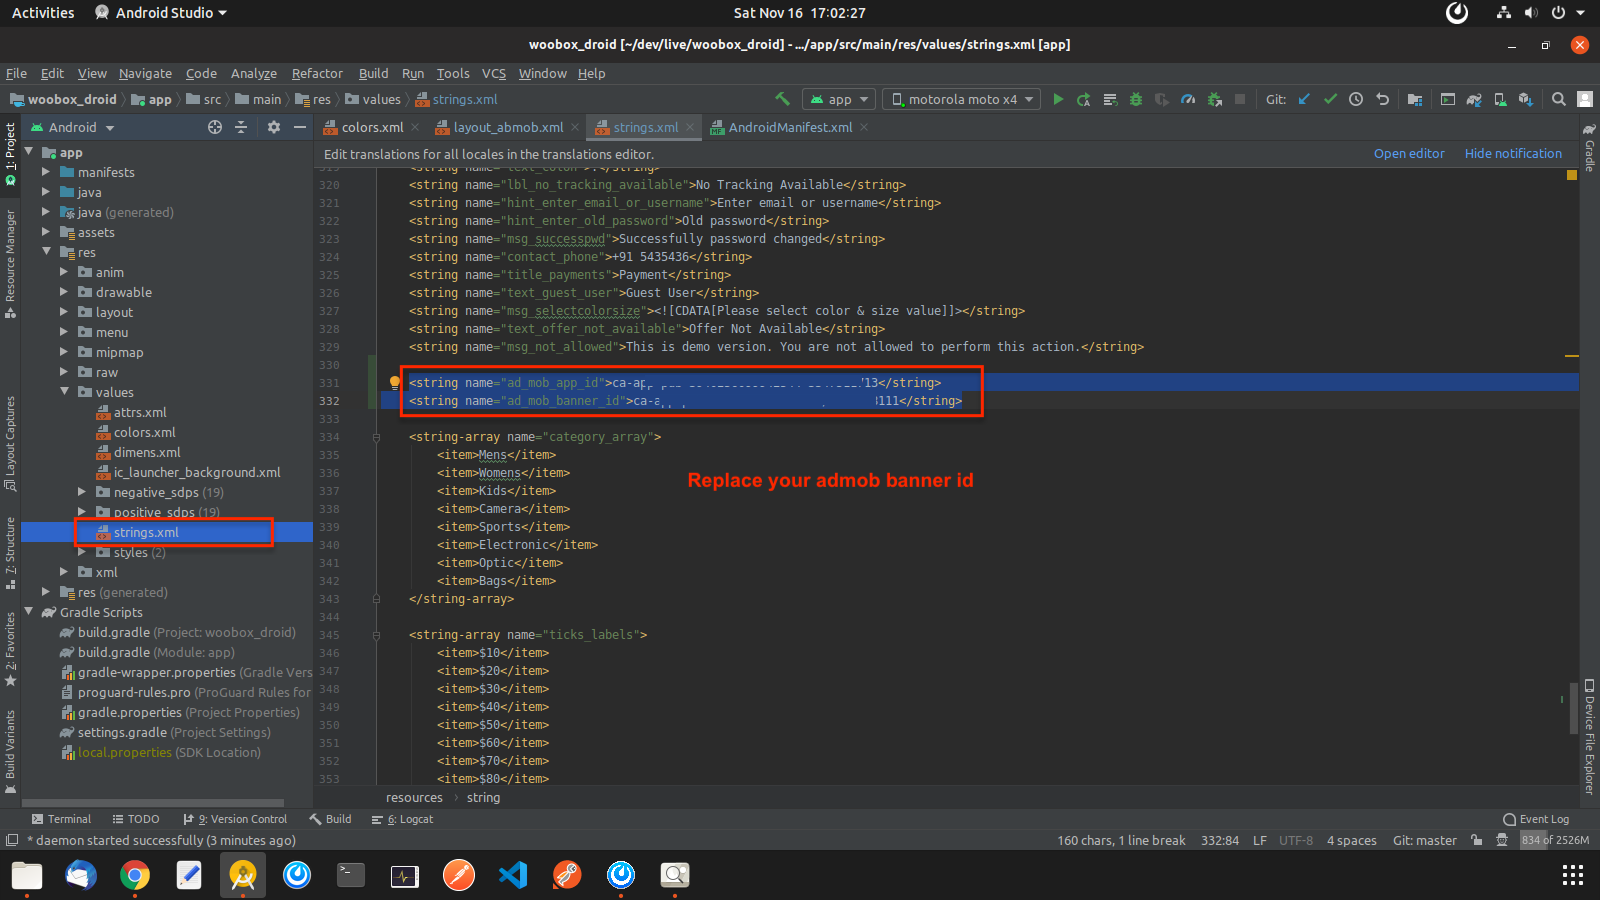 Activities Android Studio Sat Nov 16 17:02:27
woobox_droid [~/dev/live/woobox_droid] - .../app/src/main/res/values/strings.xml [app]
File Edit View Navigate Code Analyze Refactor Build Run Tools VCS Window Help
woobox_droid app src main res values strings.xml app motorola moto x4 Git:
Android colors.xml layout_abmob.xml strings.xml AndroidManifest.xml
Edit translations for all locales in the translations editor. Open editor Hide notification
1: Project
Resource Manager
Layout Captures
7: Structure
2: Favorites
Build Variants
app
manifests
java
java (generated)
assets
res
anim
drawable
layout
menu
mipmap
raw
values
attrs.xml
colors.xml
dimens.xml
ic_launcher_background.xml
negative_sdps (19)
positive_sdps (19)
strings.xml
styles (2)
xml
res (generated)
Gradle Scripts
build.gradle (Project: woobox_droid)
build.gradle (Module: app)
gradle-wrapper.properties (Gradle Vers
proguard-rules.pro (ProGuard Rules for
gradle.properties (Project Properties)
settings.gradle (Project Settings)
local.properties (SDK Location)
320 <string name="lbl_no_tracking_available">No Tracking Available</string>
321 <string name="hint_enter_email_or_username">Enter email or username</string>
322 <string name="hint_enter_old_password">Old password</string>
323 <string name="msg_successpwd">Successfully password changed</string>
324 <string name="contact_phone">+91 5435436</string>
325 <string name="title_payments">Payment</string>
326 <string name="text_guest_user">Guest User</string>
327 <string name="msg_selectcolorsize"><![CDATA[Please select color & size value]]></string>
328 <string name="text_offer_not_available">Offer Not Available</string>
329 <string name="msg_not_allowed">This is demo version. You are not allowed to perform this action.</string>
330
331 <string name="ad_mob_app_id">ca-app 13</string>
332 <string name="ad_mob_banner_id">ca- 111</string>
333
334 <string-array name="category_array">
335 <item>Mens</item>
336 <item>Womens</item>
337 <item>Kids</item>
338 <item>Camera</item>
339 <item>Sports</item>
340 <item>Electronic</item>
341 <item>Optic</item>
342 <item>Bags</item>
343 </string-array>
344
345 <string-array name="ticks_labels">
346 <item>$10</item>
347 <item>$20</item>
348 <item>$30</item>
349 <item>$40</item>
350 <item>$50</item>
351 <item>$60</item>
352 <item>$70</item>
353 <item>$80</item>
Replace your admob banner id
Gradle
Device File Explorer
resources string
Terminal TODO 9: Version Control Build 6: Logcat Event Log
* daemon started successfully (3 minutes ago) 160 chars, 1 line break 332:84 LF UTF-8 4 spaces Git: master 834 of 2526M